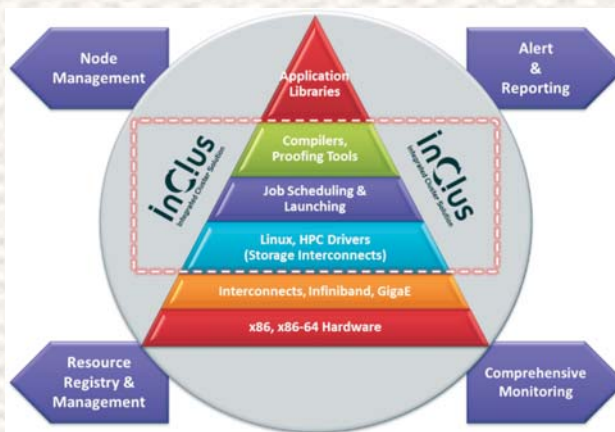 Node
Management
Alert
&
Reporting
Application
Libraries
Compilers,
Proofing Tools
inClus
Integrated Cluster Solution
inClus
Integrated Cluster Solution
Job Scheduling &
Launching
Linux, HPC Drivers
(Storage Interconnects)
Interconnects, Infiniband, GigaE
x86, x86-64 Hardware
Resource
Registry &
Management
Comprehensive
Monitoring